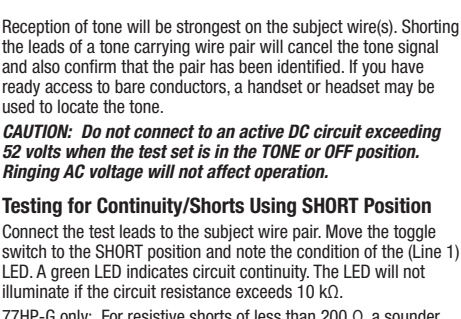 Reception of tone will be strongest on the subject wire(s). Shorting
the leads of a tone carrying wire pair will cancel the tone signal
and also confirm that the pair has been identified. If you have
ready access to bare conductors, a handset or headset may be
used to locate the tone.
CAUTION: Do not connect to an active DC circuit exceeding
52 volts when the test set is in the TONE or OFF position.
Ringing AC voltage will not affect operation.
Testing for Continuity/Shorts Using SHORT Position
Connect the test leads to the subject wire pair. Move the toggle
switch to the SHORT position and note the condition of the (Line 1)
LED. A green LED indicates circuit continuity. The LED will not
illuminate if the circuit resistance exceeds 10 kΩ.
77HP-G only: For resistive shorts of less than 200 Ω, a sounder